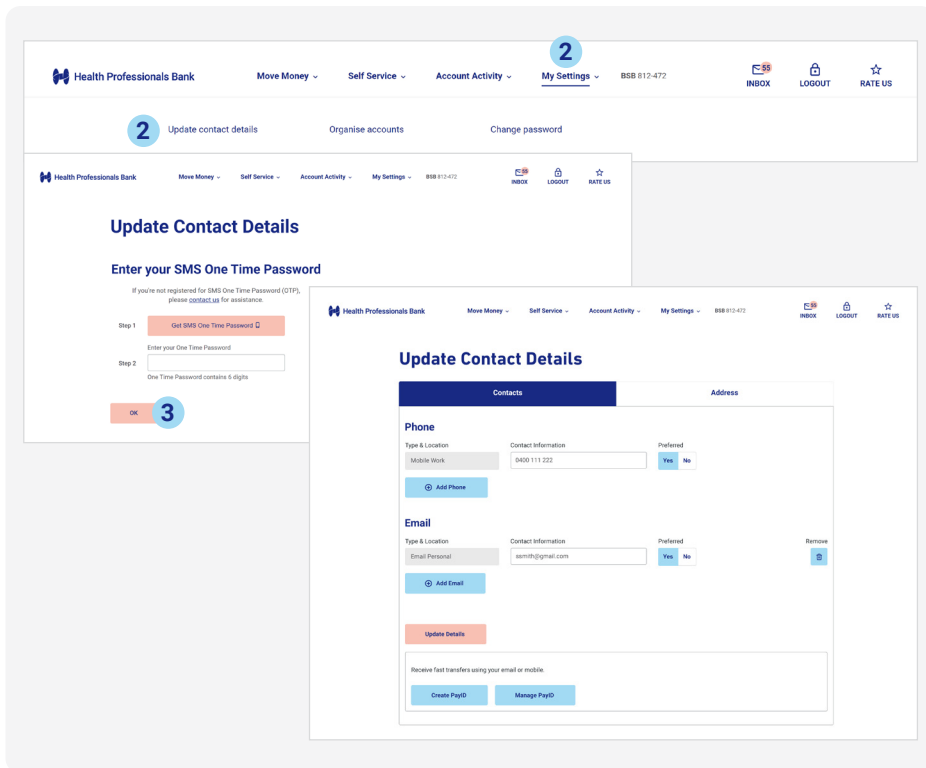 2
Health Professionals Bank Move Money Self Service Account Activity My Settings BSB 812-472 55 INBOX LOGOUT RATE US
2 Update contact details Organise accounts Change password
Health Professionals Bank Move Money Self Service Account Activity My Settings BSB 812-472 55 INBOX LOGOUT RATE US
Update Contact Details
Enter your SMS One Time Password
If you're not registered for SMS One Time Password (OTP),
please contact us for assistance.
Step 1 Get SMS One Time Password
Enter your One Time Password
Step 2
One Time Password contains 6 digits
OK 3
Health Professionals Bank Move Money Self Service Account Activity My Settings BSB 812-472 55 INBOX LOGOUT RATE US
Update Contact Details
Contacts Address
Phone
Type & Location Contact Information Preferred
Mobile Work 0400 111 222 Yes No
Add Phone
Email
Type & Location Contact Information Preferred Remove
Email Personal ssmith@gmail.com Yes No
Add Email
Update Details
Receive fast transfers using your email or mobile.
Create PayID Manage PayID